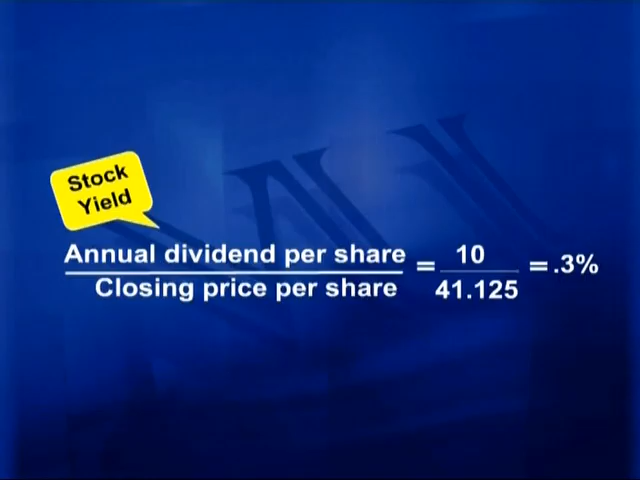 Stock
Yield
Annual dividend per share
Closing price per share
= 10
41.125
= .3%